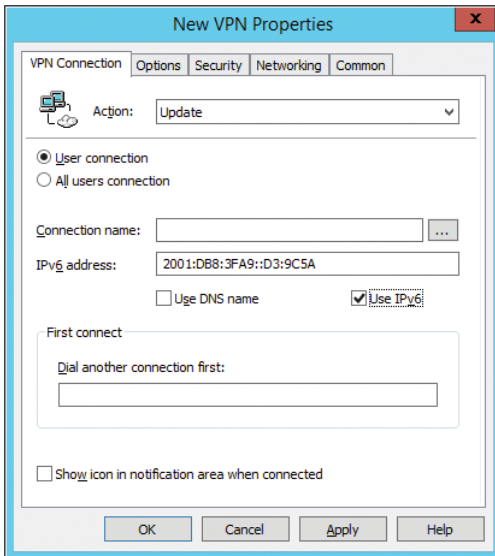 New VPN Properties
x
VPN Connection Options Security Networking Common
Action: Update
User connection
All users connection
Connection name: ...
IPv6 address: 2001:DB8:3FA9::D3:9C5A
Use DNS name Use IPv6
First connect
Dial another connection first:
Show icon in notification area when connected
OK Cancel Apply Help